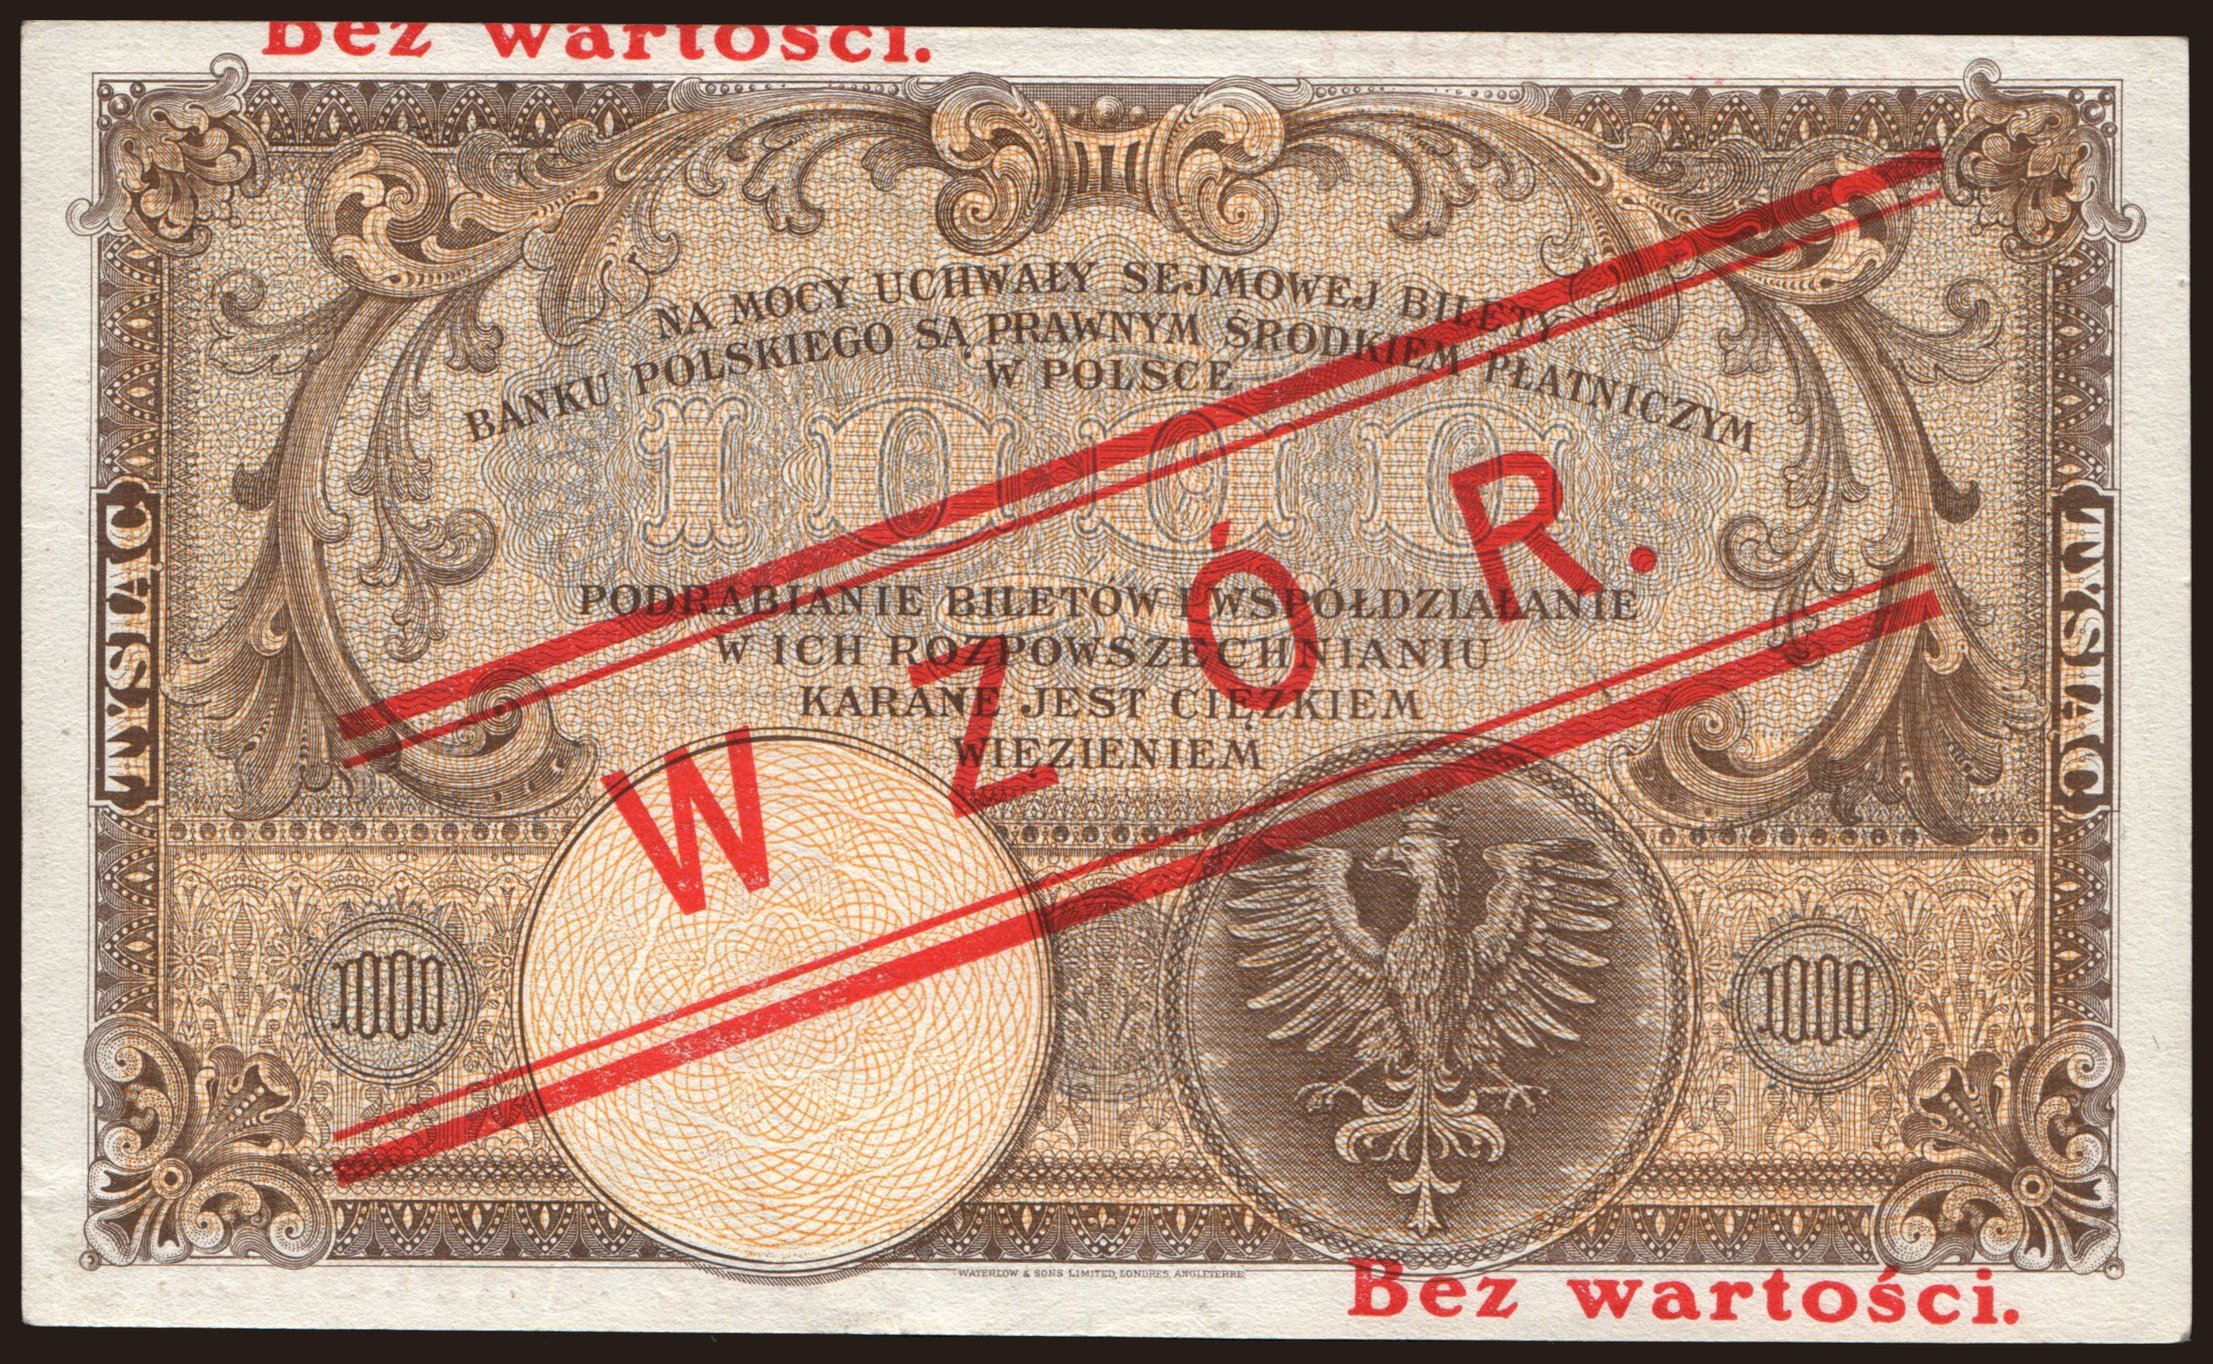 Bez wartości.
NA MOCY UCHWAŁY SEJMOWEJ BILETY
BANKU POLSKIEGO SĄ PRAWNYM ŚRODKIEM PŁATNICZYM
W POLSCE
1000
PODRABIANIE BILETÓW I WSPÓŁDZIAŁANIE
W ICH ROZPOWSZECHNIANIU
KARANE JEST CIĘŻKIEM
WIĘZIENIEM
WZÓR.
TYSIĄC
TYSIĄC
1000
1000
WATERLOW & SONS LIMITED, LONDRES, ANGLETERRE
Bez wartości.